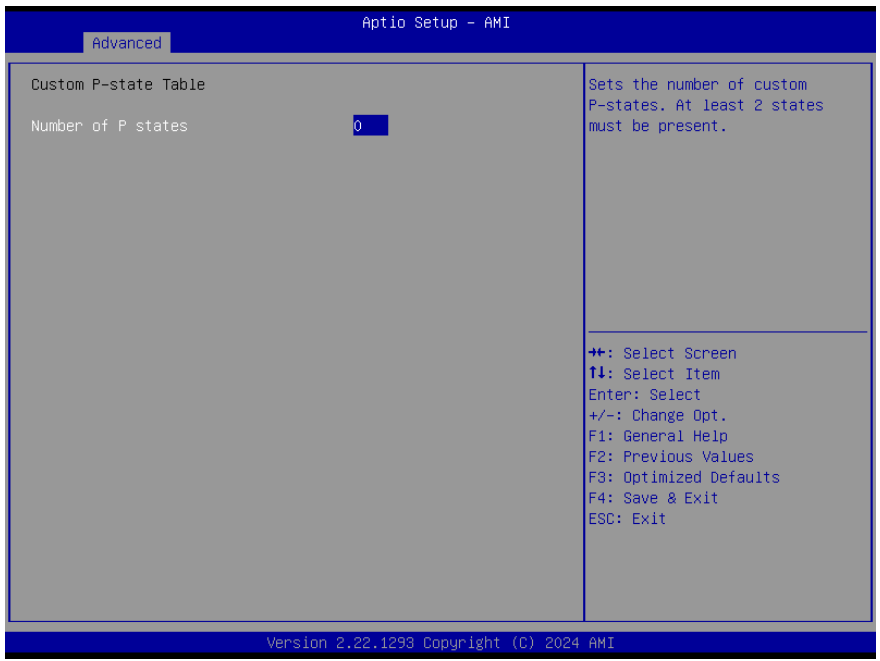 Aptio Setup – AMI
Advanced
Custom P-state Table
Number of P states 0
Sets the number of custom
P-states. At least 2 states
must be present.
→←: Select Screen
↑↓: Select Item
Enter: Select
+/-: Change Opt.
F1: General Help
F2: Previous Values
F3: Optimized Defaults
F4: Save & Exit
ESC: Exit
Version 2.22.1293 Copyright (C) 2024 AMI